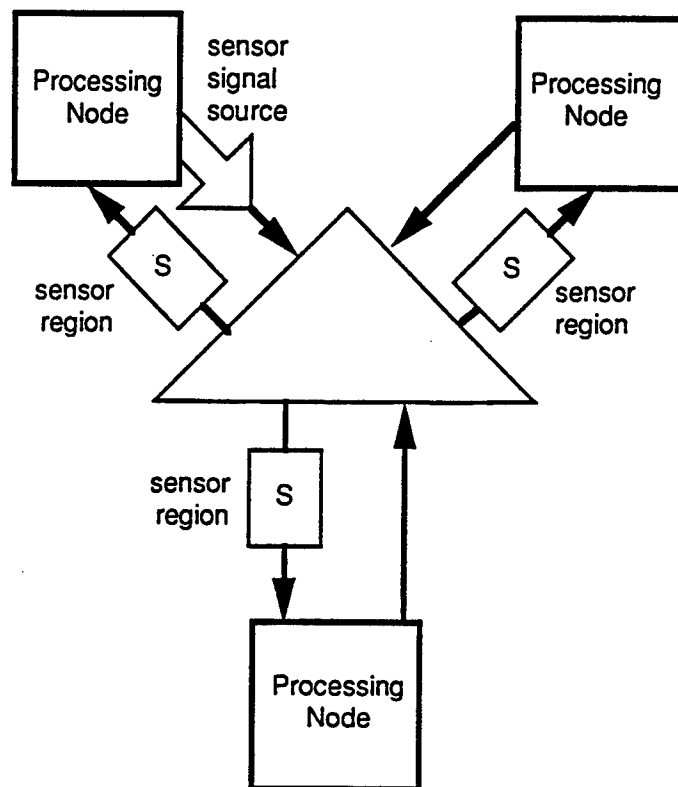 Processing
Node
sensor
signal
source
Processing
Node
S
sensor
region
S
sensor
region
S
sensor
region
Processing
Node